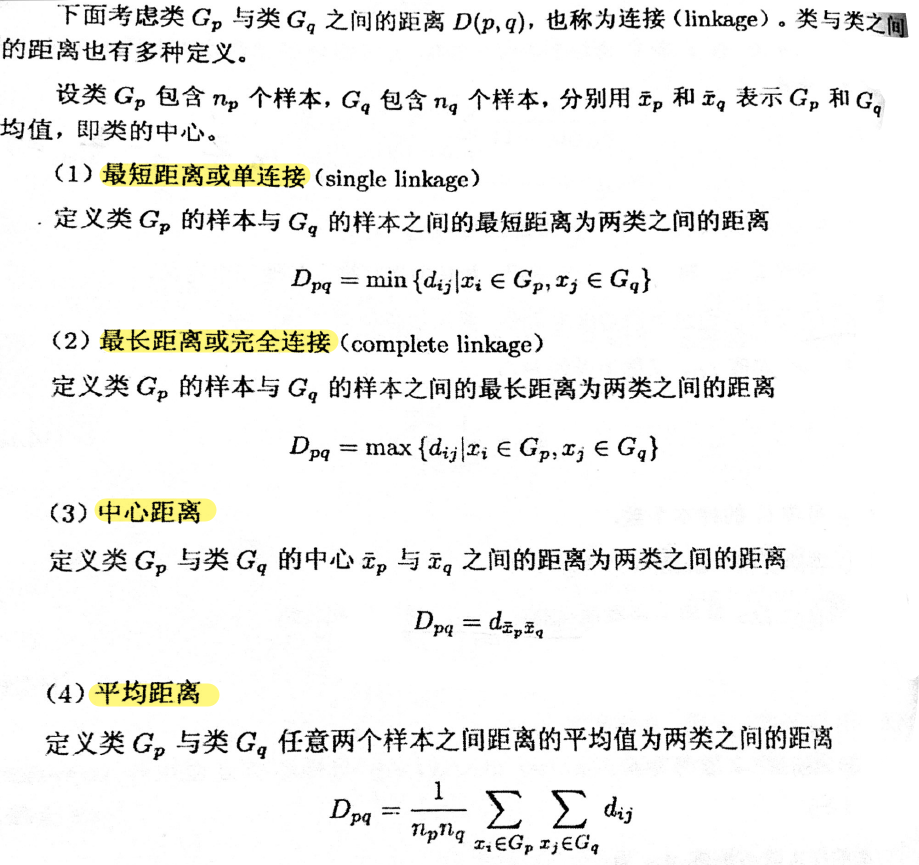 下面考虑类 G_p 与类 G_q 之间的距离 D(p,q),也称为连接(linkage)。类与类之间
的距离也有多种定义。
设类 G_p 包含 n_p 个样本,G_q 包含 n_q 个样本,分别用 x̄_p 和 x̄_q 表示 G_p 和 G_q
均值,即类的中心。
(1)最短距离或单连接(single linkage)
定义类 G_p 的样本与 G_q 的样本之间的最短距离为两类之间的距离
D_{pq} = min{d_{ij}|x_i ∈ G_p, x_j ∈ G_q}
(2)最长距离或完全连接(complete linkage)
定义类 G_p 的样本与 G_q 的样本之间的最长距离为两类之间的距离
D_{pq} = max{d_{ij}|x_i ∈ G_p, x_j ∈ G_q}
(3)中心距离
定义类 G_p 与类 G_q 的中心 x̄_p 与 x̄_q 之间的距离为两类之间的距离
D_{pq} = d_{x̄_p x̄_q}
(4)平均距离
定义类 G_p 与类 G_q 任意两个样本之间距离的平均值为两类之间的距离
D_{pq} = \frac{1}{n_p n_q} \sum_{x_i∈G_p} \sum_{x_j∈G_q} d_{ij}